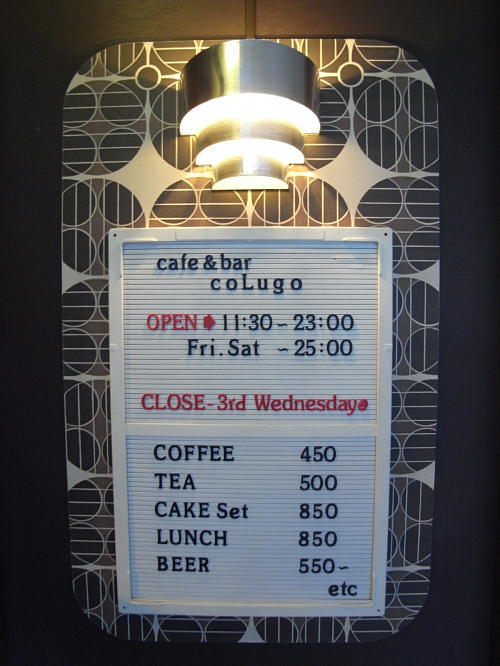 cafe & bar
coLugo
OPEN ➡ 11:30 ~ 23:00
Fri. Sat ~ 25:00
CLOSE - 3rd Wednesday
COFFEE 450
TEA 500
CAKE Set 850
LUNCH 850
BEER 550~
etc